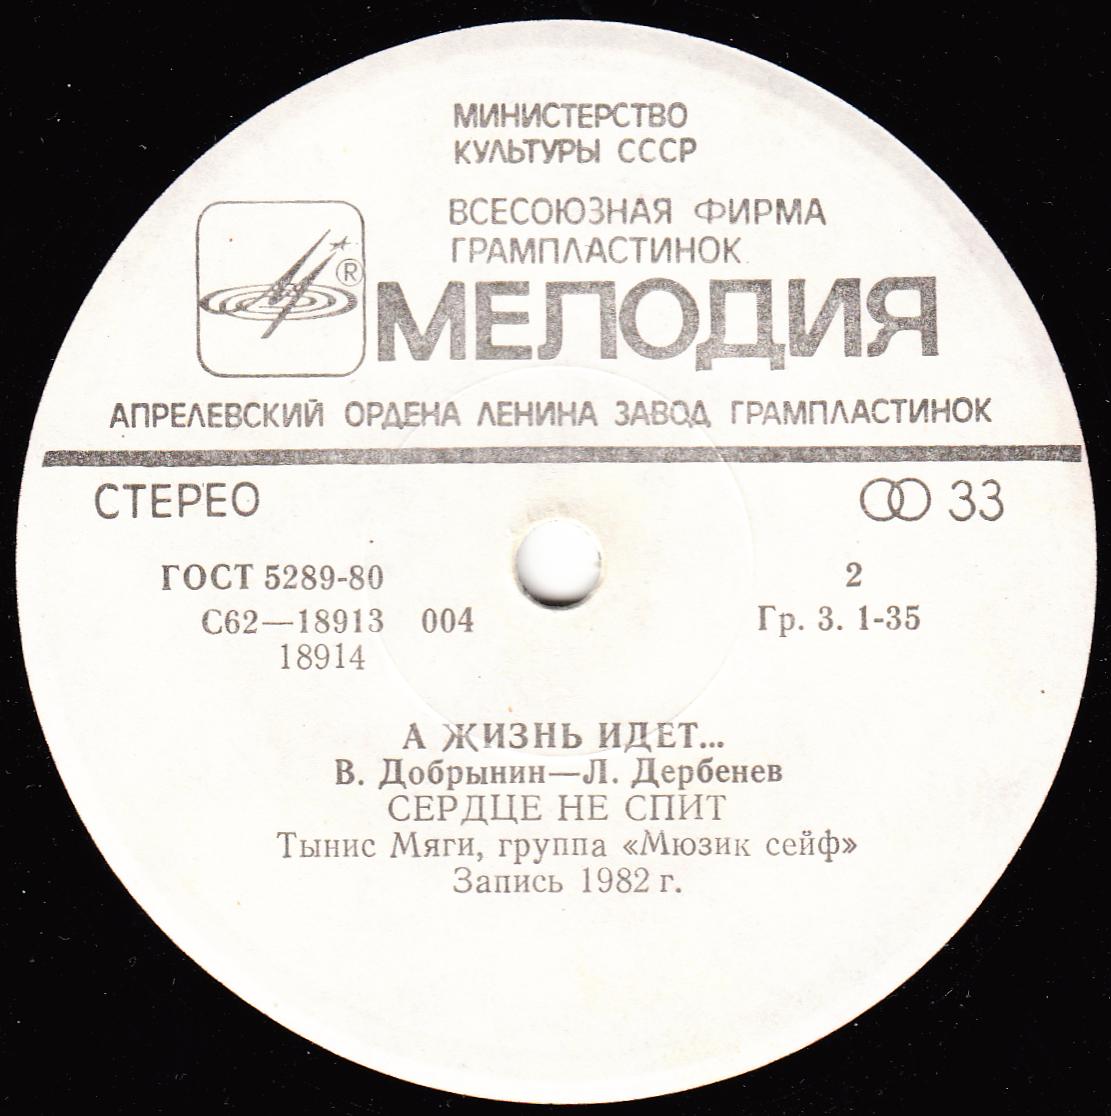 МИНИСТЕРСТВО
КУЛЬТУРЫ СССР
ВСЕСОЮЗНАЯ ФИРМА
ГРАМПЛАСТИНОК
®
МЕЛОДИЯ
АПРЕЛЕВСКИЙ ОРДЕНА ЛЕНИНА ЗАВОД ГРАМПЛАСТИНОК
СТЕРЕО
33
ГОСТ 5289-80
2
С62—18913 004
Гр. 3. 1-35
18914
А ЖИЗНЬ ИДЕТ...
В. Добрынин—Л. Дербенев
СЕРДЦЕ НЕ СПИТ
Тынис Мяги, группа «Мюзик сейф»
Запись 1982 г.